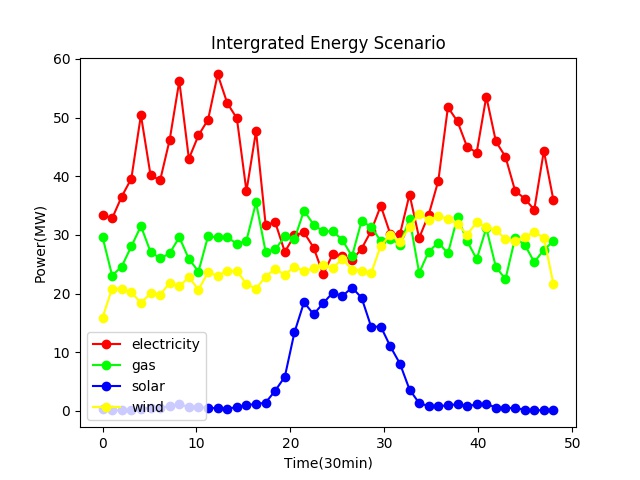 Intergrated Energy Scenario
60
50
40
30
20
10
0
Power(MW)
electricity
gas
solar
wind
0 10 20 30 40 50
Time(30min)